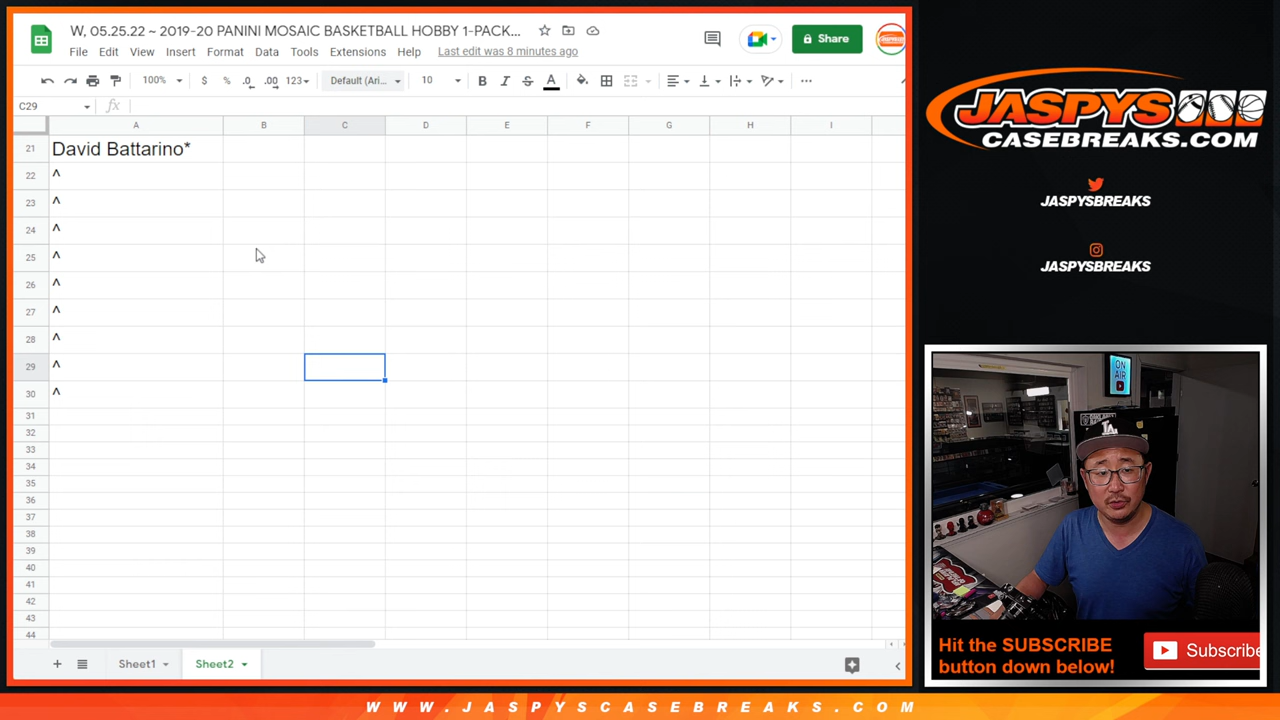 W, 05.25.22 ~ 2019-20 PANINI MOSAIC BASKETBALL HOBBY 1-PACK...
File Edit View Insert Format Data Tools Extensions Help Last edit was 8 minutes ago
Share
100% $ % .0 .00 123 Default (Ari... 10 B I S A
C29 fx
A B C D E F G H I
21 David Battarino*
22 ^
23 ^
24 ^
25 ^
26 ^
27 ^
28 ^
29 ^
30 ^
31
32
33
34
35
36
37
38
39
40
41
42
43
44
Sheet1 Sheet2
JASPYS
CASEBREAKS.COM
JASPYSBREAKS
JASPYSBREAKS
ON
AIR
LA
Hit the SUBSCRIBE
button down below!
Subscribe
WWW.JASPYSCASEBREAKS.COM